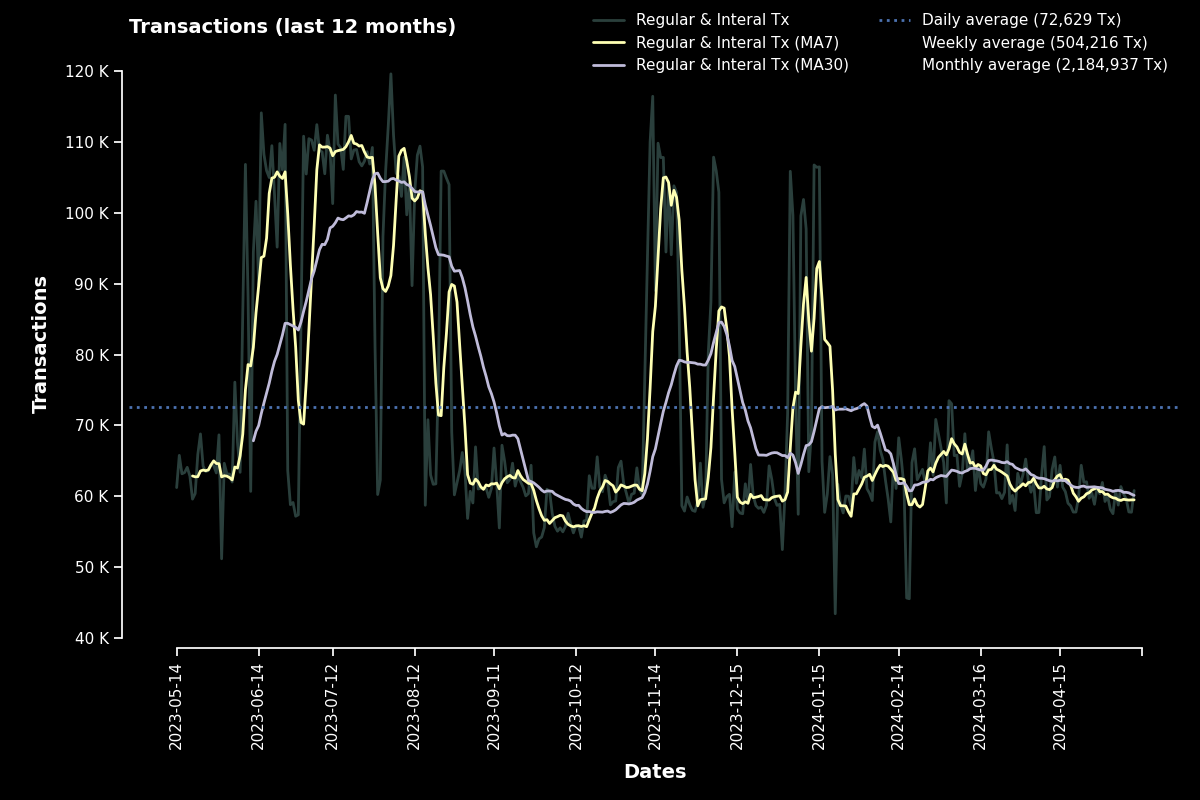 Transactions (last 12 months)
Regular & Interal Tx
Regular & Interal Tx (MA7)
Regular & Interal Tx (MA30)
Daily average (72,629 Tx)
Weekly average (504,216 Tx)
Monthly average (2,184,937 Tx)
Transactions
120 K
110 K
100 K
90 K
80 K
70 K
60 K
50 K
40 K
2023-05-14
2023-06-14
2023-07-12
2023-08-12
2023-09-11
2023-10-12
2023-11-14
2023-12-15
2024-01-15
2024-02-14
2024-03-16
2024-04-15
Dates